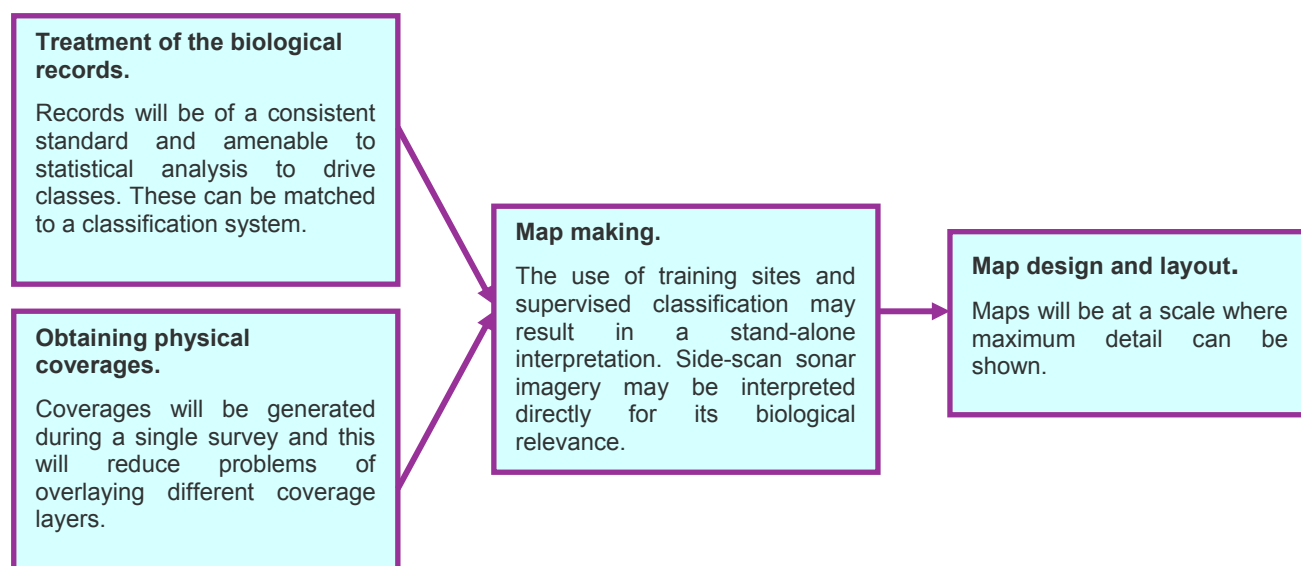 Treatment of the biological
records.
Records will be of a consistent
standard and amenable to
statistical analysis to drive
classes. These can be matched
to a classification system.
Obtaining physical
coverages.
Coverages will be generated
during a single survey and this
will reduce problems of
overlaying different coverage
layers.
Map making.
The use of training sites and
supervised classification may
result in a stand-alone
interpretation. Side-scan sonar
imagery may be interpreted
directly for its biological
relevance.
Map design and layout.
Maps will be at a scale where
maximum detail can be
shown.